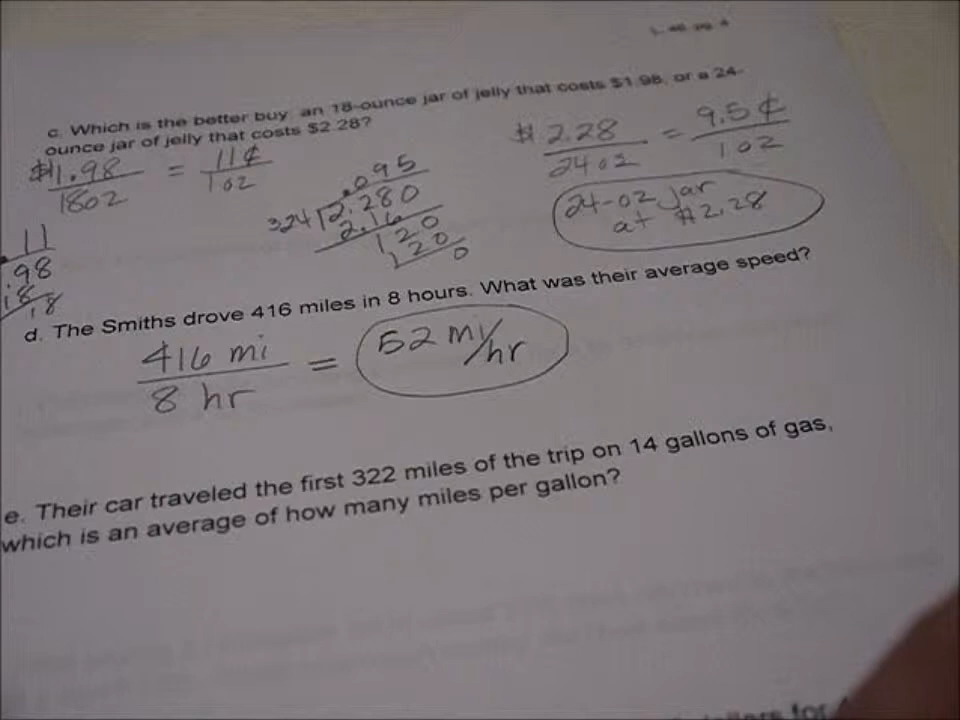 c. Which is the better buy, an 18-ounce jar of jelly that costs $1.98, or a 24-
ounce jar of jelly that costs $2.28?
$1.98 / 18oz = 11¢ / 1oz
$2.28 / 24oz = 9.5¢ / 1oz
.095
324 2.280
2.16
120
120
0
24-oz jar
at $2.28
11
.98
18
18
d. The Smiths drove 416 miles in 8 hours. What was their average speed?
416 mi / 8 hr = 52 mi/hr
e. Their car traveled the first 322 miles of the trip on 14 gallons of gas,
which is an average of how many miles per gallon?
for